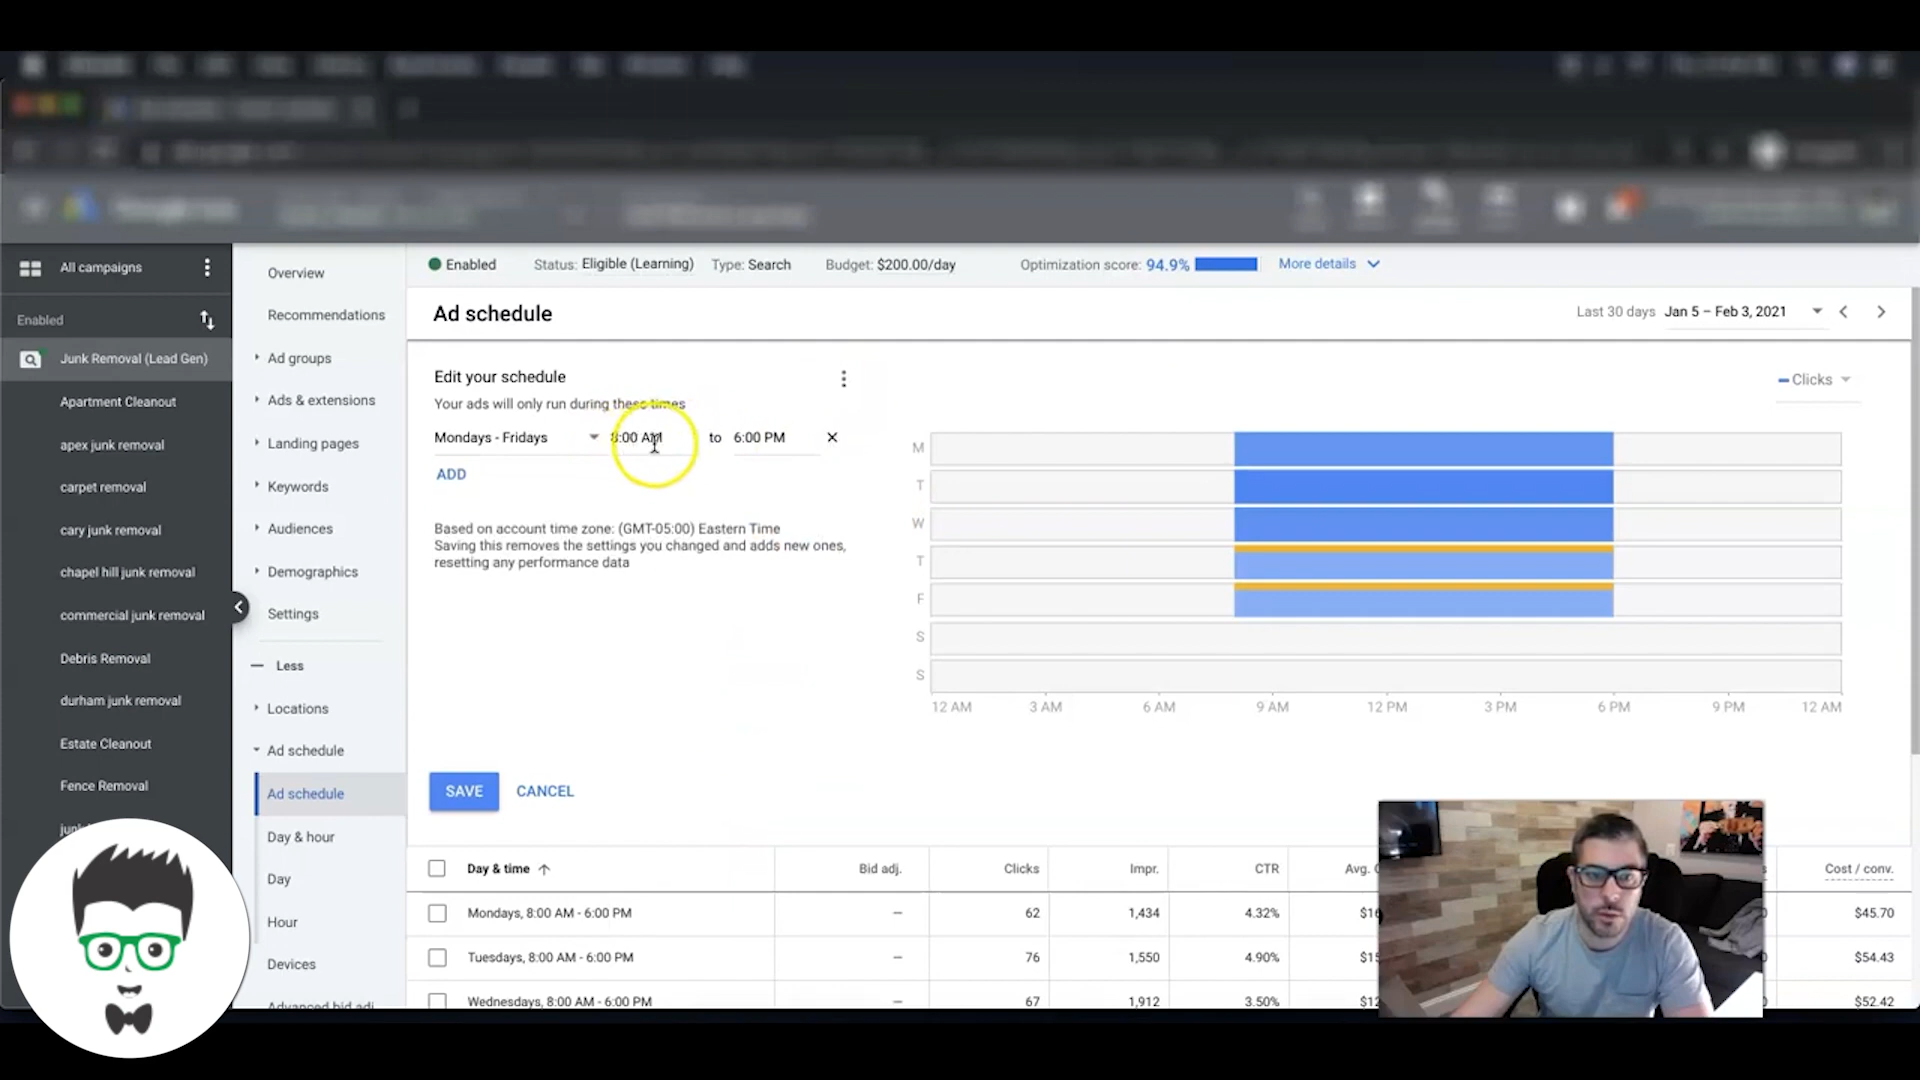 All campaigns
Enabled
Junk Removal (Lead Gen)
Apartment Cleanout
apex junk removal
carpet removal
cary junk removal
chapel hill junk removal
commercial junk removal
Debris Removal
durham junk removal
Estate Cleanout
Fence Removal
Overview
Recommendations
Ad groups
Ads & extensions
Landing pages
Keywords
Audiences
Demographics
Settings
Less
Locations
Ad schedule
Ad schedule
Day & hour
Day
Hour
Devices
Advanced bid adj
Enabled Status: Eligible (Learning) Type: Search Budget: $200.00/day Optimization score: 94.9% More details
Ad schedule
Last 30 days Jan 5 – Feb 3, 2021
Edit your schedule
Your ads will only run during these times
Mondays - Fridays 8:00 AM to 6:00 PM
ADD
Based on account time zone: (GMT-05:00) Eastern Time
Saving this removes the settings you changed and adds new ones,
resetting any performance data
SAVE CANCEL
Clicks
M
T
W
T
F
S
S
12 AM 3 AM 6 AM 9 AM 12 PM 3 PM 6 PM 9 PM 12 AM
Day & time Bid adj. Clicks Impr. CTR Avg. Cost / conv.
Mondays, 8:00 AM - 6:00 PM — 62 1,434 4.32% $45.70
Tuesdays, 8:00 AM - 6:00 PM — 76 1,550 4.90% $54.43
Wednesdays, 8:00 AM - 6:00 PM — 67 1,912 3.50% $52.42